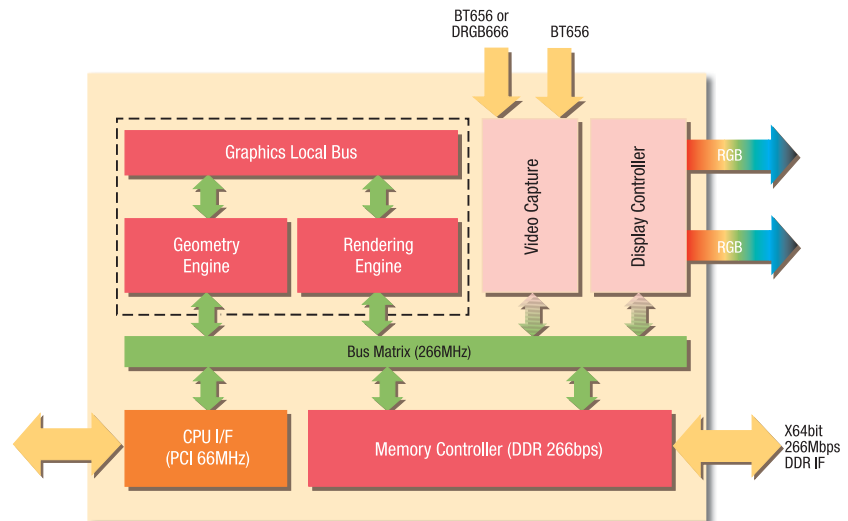 BT656 or
DRGB666
BT656
Graphics Local Bus
Geometry
Engine
Rendering
Engine
Video Capture
Display Controller
RGB
RGB
Bus Matrix (266MHz)
CPU I/F
(PCI 66MHz)
Memory Controller (DDR 266bps)
X64bit
266Mbps
DDR IF